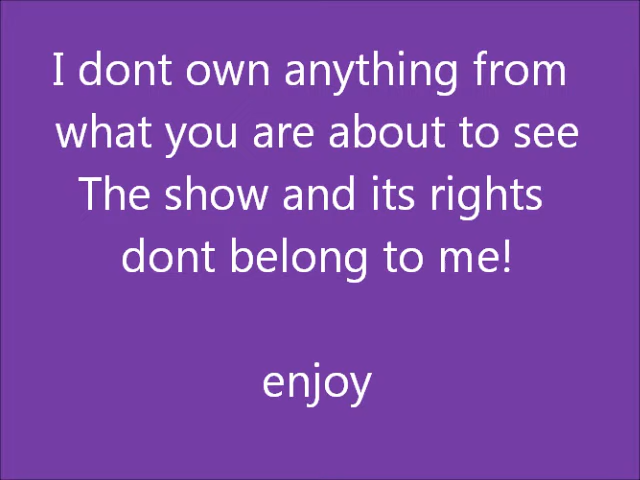 I dont own anything from
what you are about to see
The show and its rights
dont belong to me!
enjoy